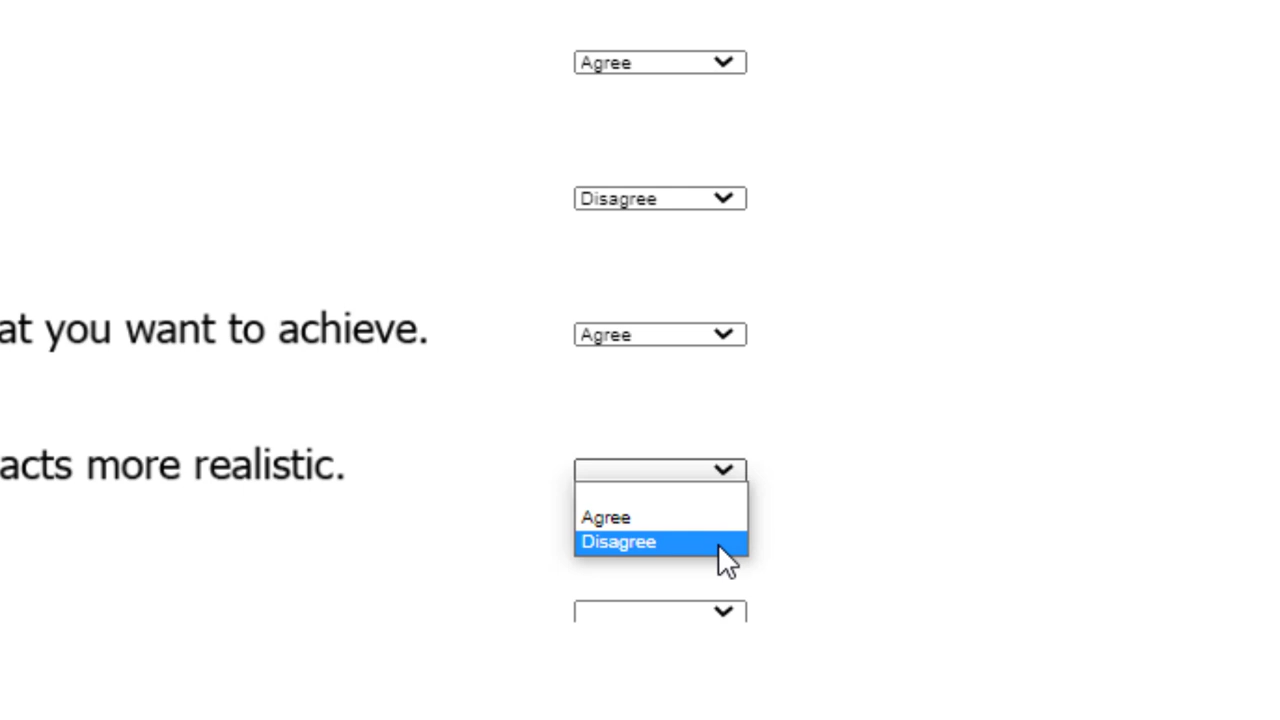 Agree
Disagree
at you want to achieve. Agree
acts more realistic.
Agree
Disagree